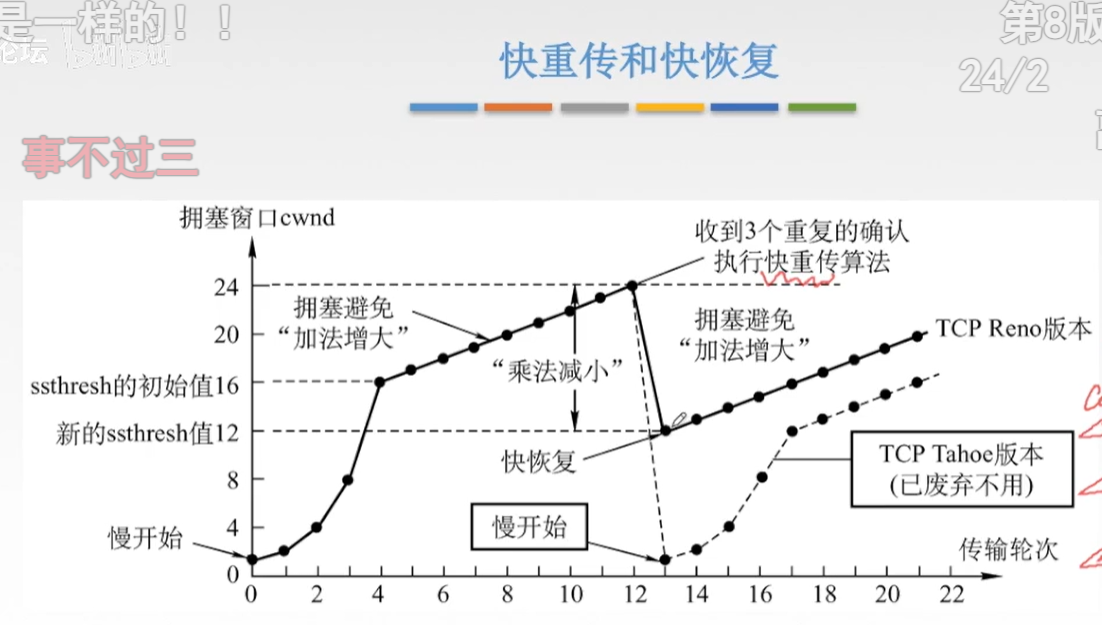 是一样的！！
论坛 bilibili
第8版
24/2
快重传和快恢复
事不过三
拥塞窗口cwnd
收到3个重复的确认
执行快重传算法
24
拥塞避免
“加法增大”
拥塞避免
“加法增大”
20
TCP Reno版本
“乘法减小”
ssthresh的初始值16
新的ssthresh值12
快恢复
TCP Tahoe版本
(已废弃不用)
8
慢开始
慢开始
4
传输轮次
0
0 2 4 6 8 10 12 14 16 18 20 22